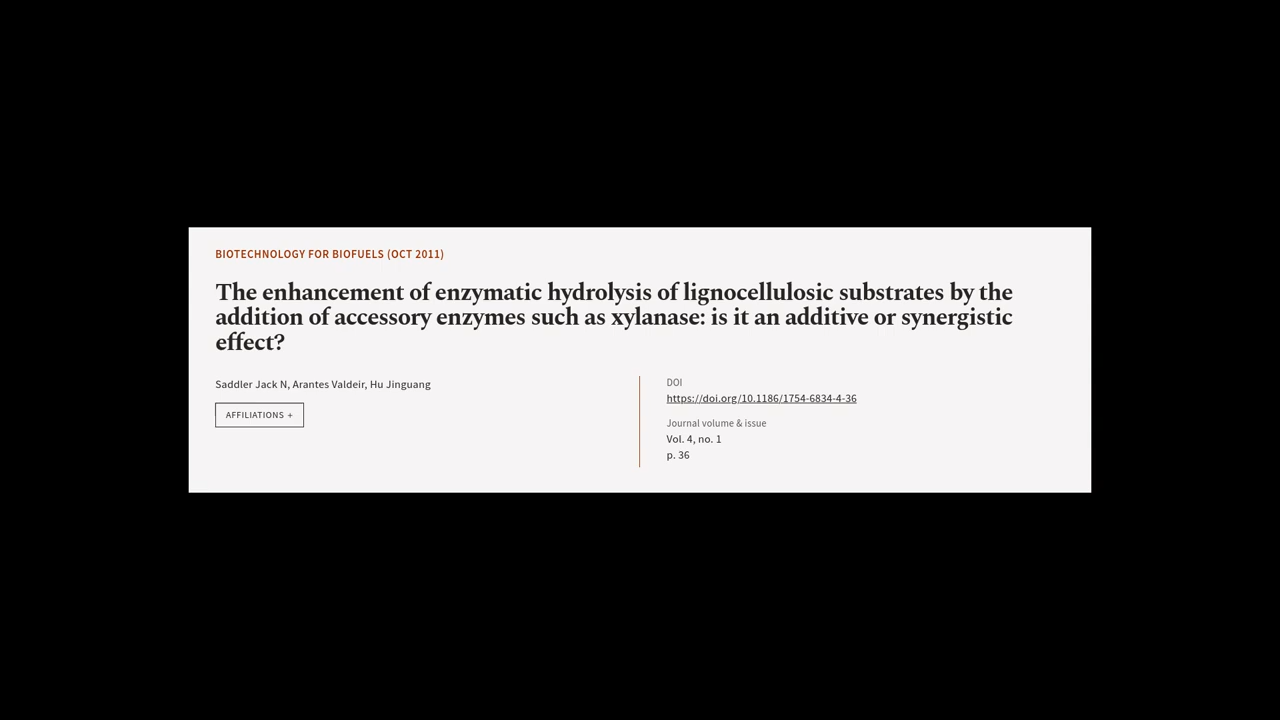 BIOTECHNOLOGY FOR BIOFUELS (OCT 2011)
The enhancement of enzymatic hydrolysis of lignocellulosic substrates by the
addition of accessory enzymes such as xylanase: is it an additive or synergistic
effect?
Saddler Jack N, Arantes Valdeir, Hu Jinguang
AFFILIATIONS +
DOI
https://doi.org/10.1186/1754-6834-4-36
Journal volume & issue
Vol. 4, no. 1
p. 36